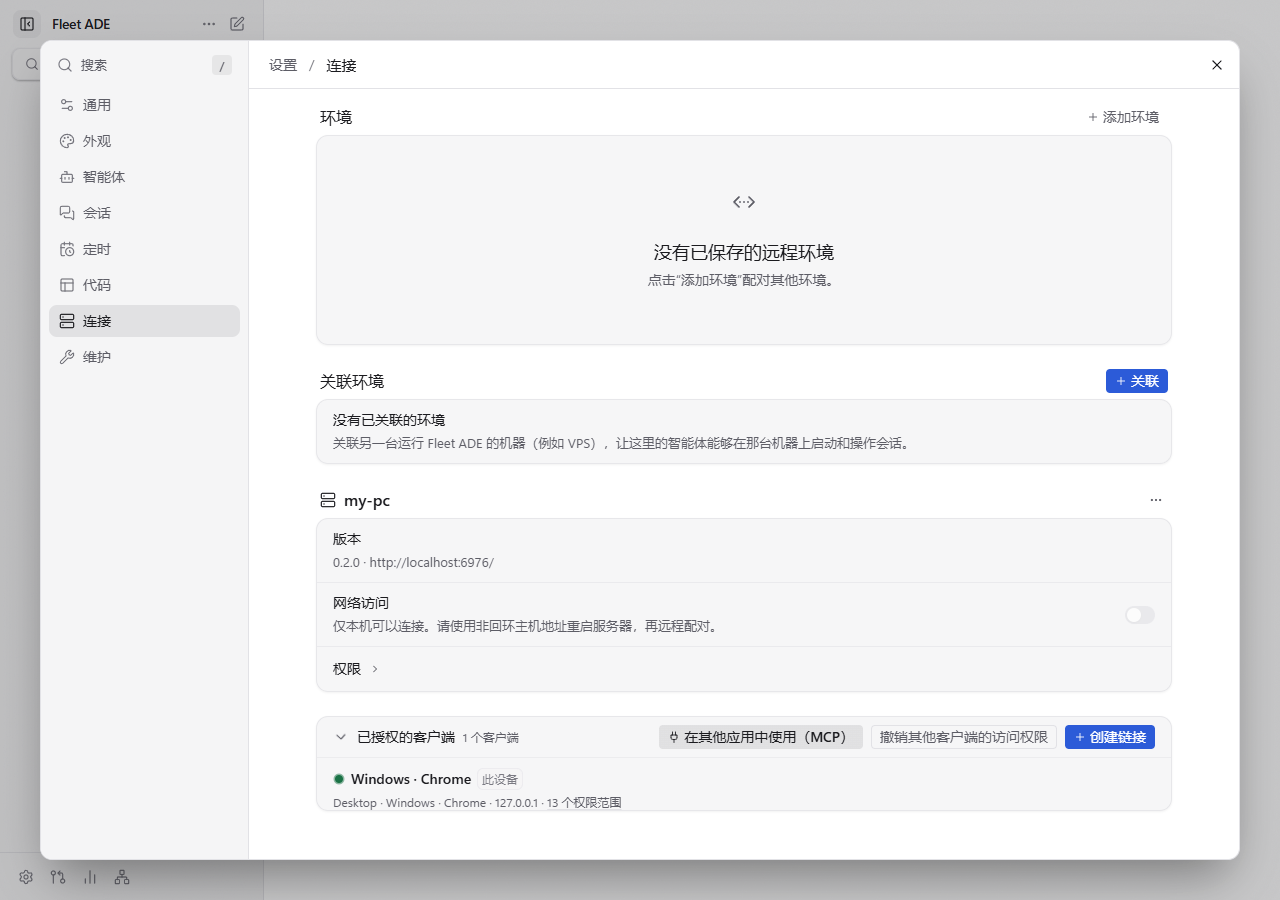 Fleet ADE
搜索
/
通用
外观
智能体
会话
定时
代码
连接
维护
设置 / 连接
环境
+ 添加环境
没有已保存的远程环境
点击“添加环境”配对其他环境。
关联环境
+ 关联
没有已关联的环境
关联另一台运行 Fleet ADE 的机器（例如 VPS），让这里的智能体能够在那台机器上启动和操作会话。
my-pc
版本
0.2.0 · http://localhost:6976/
网络访问
仅本机可以连接。请使用非回环主机地址重启服务器，再远程配对。
权限
已授权的客户端 1 个客户端
在其他应用中使用（MCP）
撤销其他客户端的访问权限
+ 创建链接
Windows · Chrome 此设备
Desktop · Windows · Chrome · 127.0.0.1 · 13 个权限范围